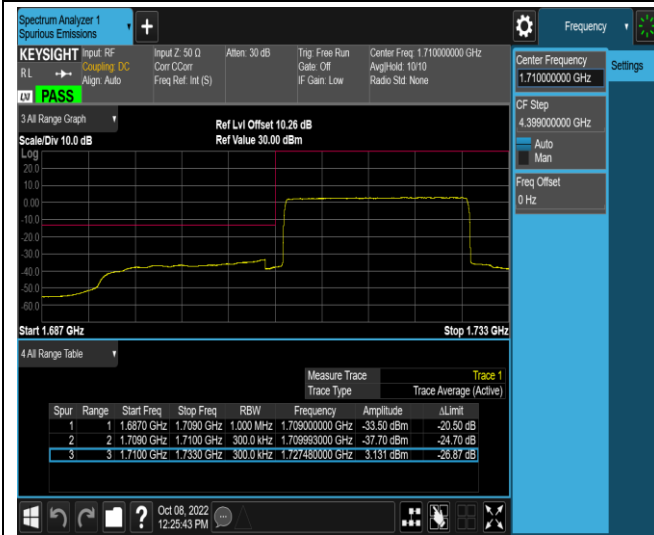 Spectrum Analyzer 1
Spurious Emissions
+
Frequency
KEYSIGHT Input: RF Input Z: 50 Ω Atten: 30 dB Trig: Free Run Center Freq: 1.710000000 GHz
RL Coupling: DC Corr CCorr Gate: Off Avg|Hold: 10/10
Align: Auto Freq Ref: Int (S) IF Gain: Low Radio Std: None
LXI PASS
Center Frequency
1.710000000 GHz
Settings
CF Step
4.399000000 GHz
Auto
Man
Freq Offset
0 Hz
3 All Range Graph
Ref Lvl Offset 10.26 dB
Scale/Div 10.0 dB Ref Value 30.00 dBm
Log
20.0
10.0
0.00
-10.0
-20.0
-30.0
-40.0
-50.0
-60.0
Start 1.687 GHz Stop 1.733 GHz
4 All Range Table
Measure Trace Trace 1
Trace Type Trace Average (Active)
Spur Range Start Freq Stop Freq RBW Frequency Amplitude ΔLimit
1 1 1.6870 GHz 1.7090 GHz 1.000 MHz 1.709000000 GHz -33.50 dBm -20.50 dB
2 2 1.7090 GHz 1.7100 GHz 300.0 kHz 1.709993000 GHz -37.70 dBm -24.70 dB
3 3 1.7100 GHz 1.7330 GHz 300.0 kHz 1.727480000 GHz 3.131 dBm -26.87 dB
? Oct 08, 2022
12:25:43 PM